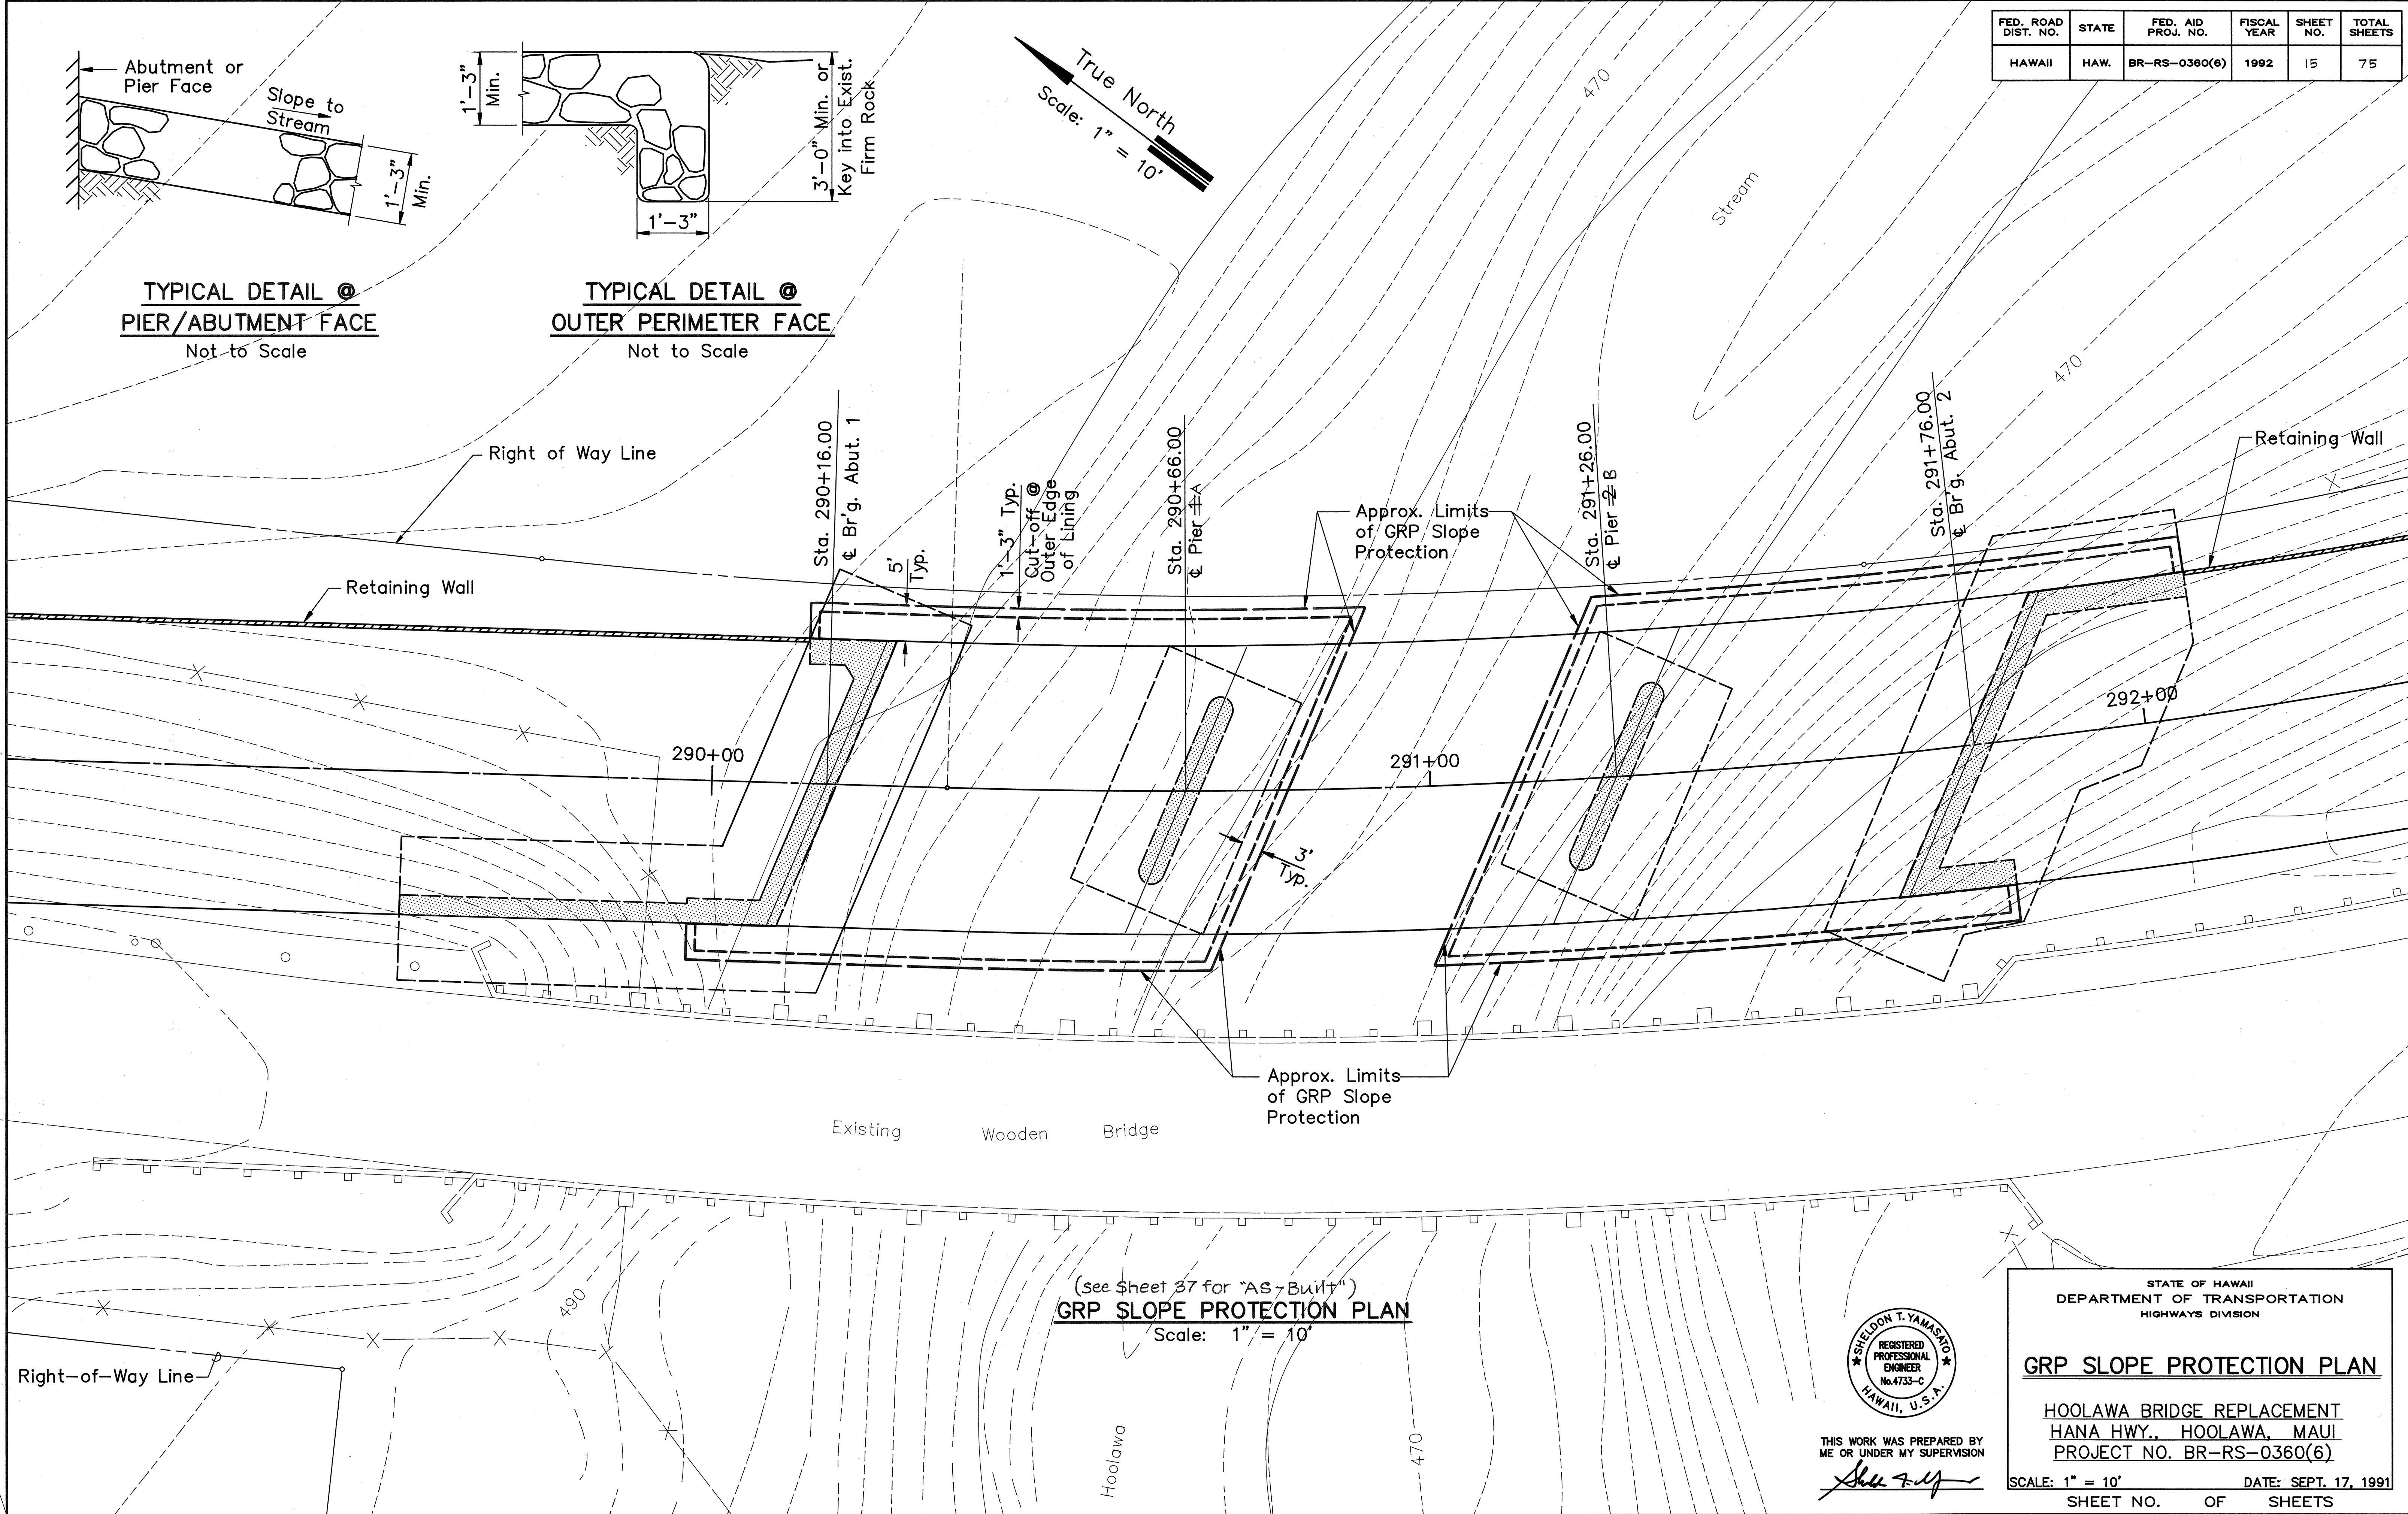 FED. ROAD DIST. NO.
STATE
FED. AID PROJ. NO.
FISCAL YEAR
SHEET NO.
TOTAL SHEETS
HAWAII
HAW.
BR-RS-0360(6)
1992
15
75
Abutment or
Pier Face
Slope to
Stream
1'-3"
Min.
TYPICAL DETAIL @
PIER/ABUTMENT FACE
Not to Scale
1'-3"
Min.
3'-0" Min. or
Key into Exist.
Firm Rock
1'-3"
TYPICAL DETAIL @
OUTER PERIMETER FACE
Not to Scale
True North
Scale: 1" = 10'
470
Stream
470
Right of Way Line
Retaining Wall
Sta. 290+16.00
℄ Br'g. Abut. 1
5'
Typ.
1'-3" Typ.
Cut-off @
Outer Edge
of Lining
Sta. 290+66.00
℄ Pier 1 A
Approx. Limits
of GRP Slope
Protection
Sta. 291+26.00
℄ Pier 2 B
Sta. 291+76.00
℄ Br'g. Abut. 2
Retaining Wall
290+00
291+00
292+00
3'
Typ.
Approx. Limits
of GRP Slope
Protection
Existing Wooden Bridge
490
Right-of-Way Line
(see Sheet 37 for "AS-Built")
GRP SLOPE PROTECTION PLAN
Scale: 1" = 10'
Hoolawa
470
SHELDON T. YAMASATO
REGISTERED
PROFESSIONAL
ENGINEER
No.4733-C
HAWAII, U.S.A.
THIS WORK WAS PREPARED BY
ME OR UNDER MY SUPERVISION
STATE OF HAWAII
DEPARTMENT OF TRANSPORTATION
HIGHWAYS DIVISION
GRP SLOPE PROTECTION PLAN
HOOLAWA BRIDGE REPLACEMENT
HANA HWY., HOOLAWA, MAUI
PROJECT NO. BR-RS-0360(6)
SCALE: 1" = 10'
DATE: SEPT. 17, 1991
SHEET NO. OF SHEETS